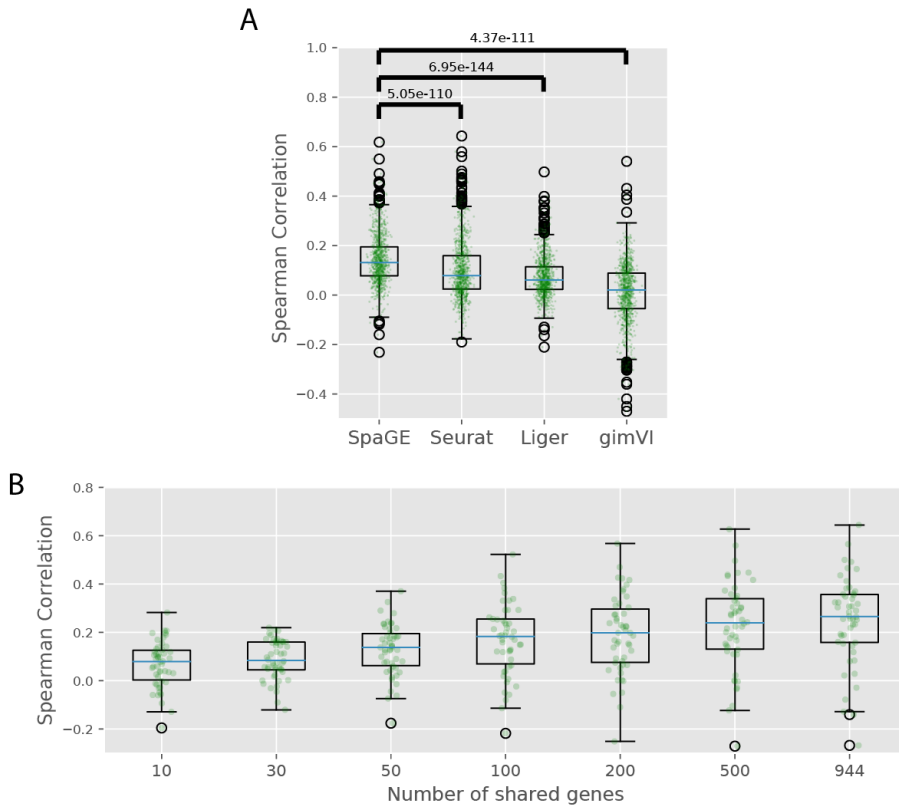 A
4.37e-111
6.95e-144
5.05e-110
1.0
0.8
0.6
0.4
0.2
0.0
−0.2
−0.4
Spearman Correlation
SpaGE Seurat Liger gimVI
B
0.8
0.6
0.4
0.2
0.0
−0.2
Spearman Correlation
10 30 50 100 200 500 944
Number of shared genes